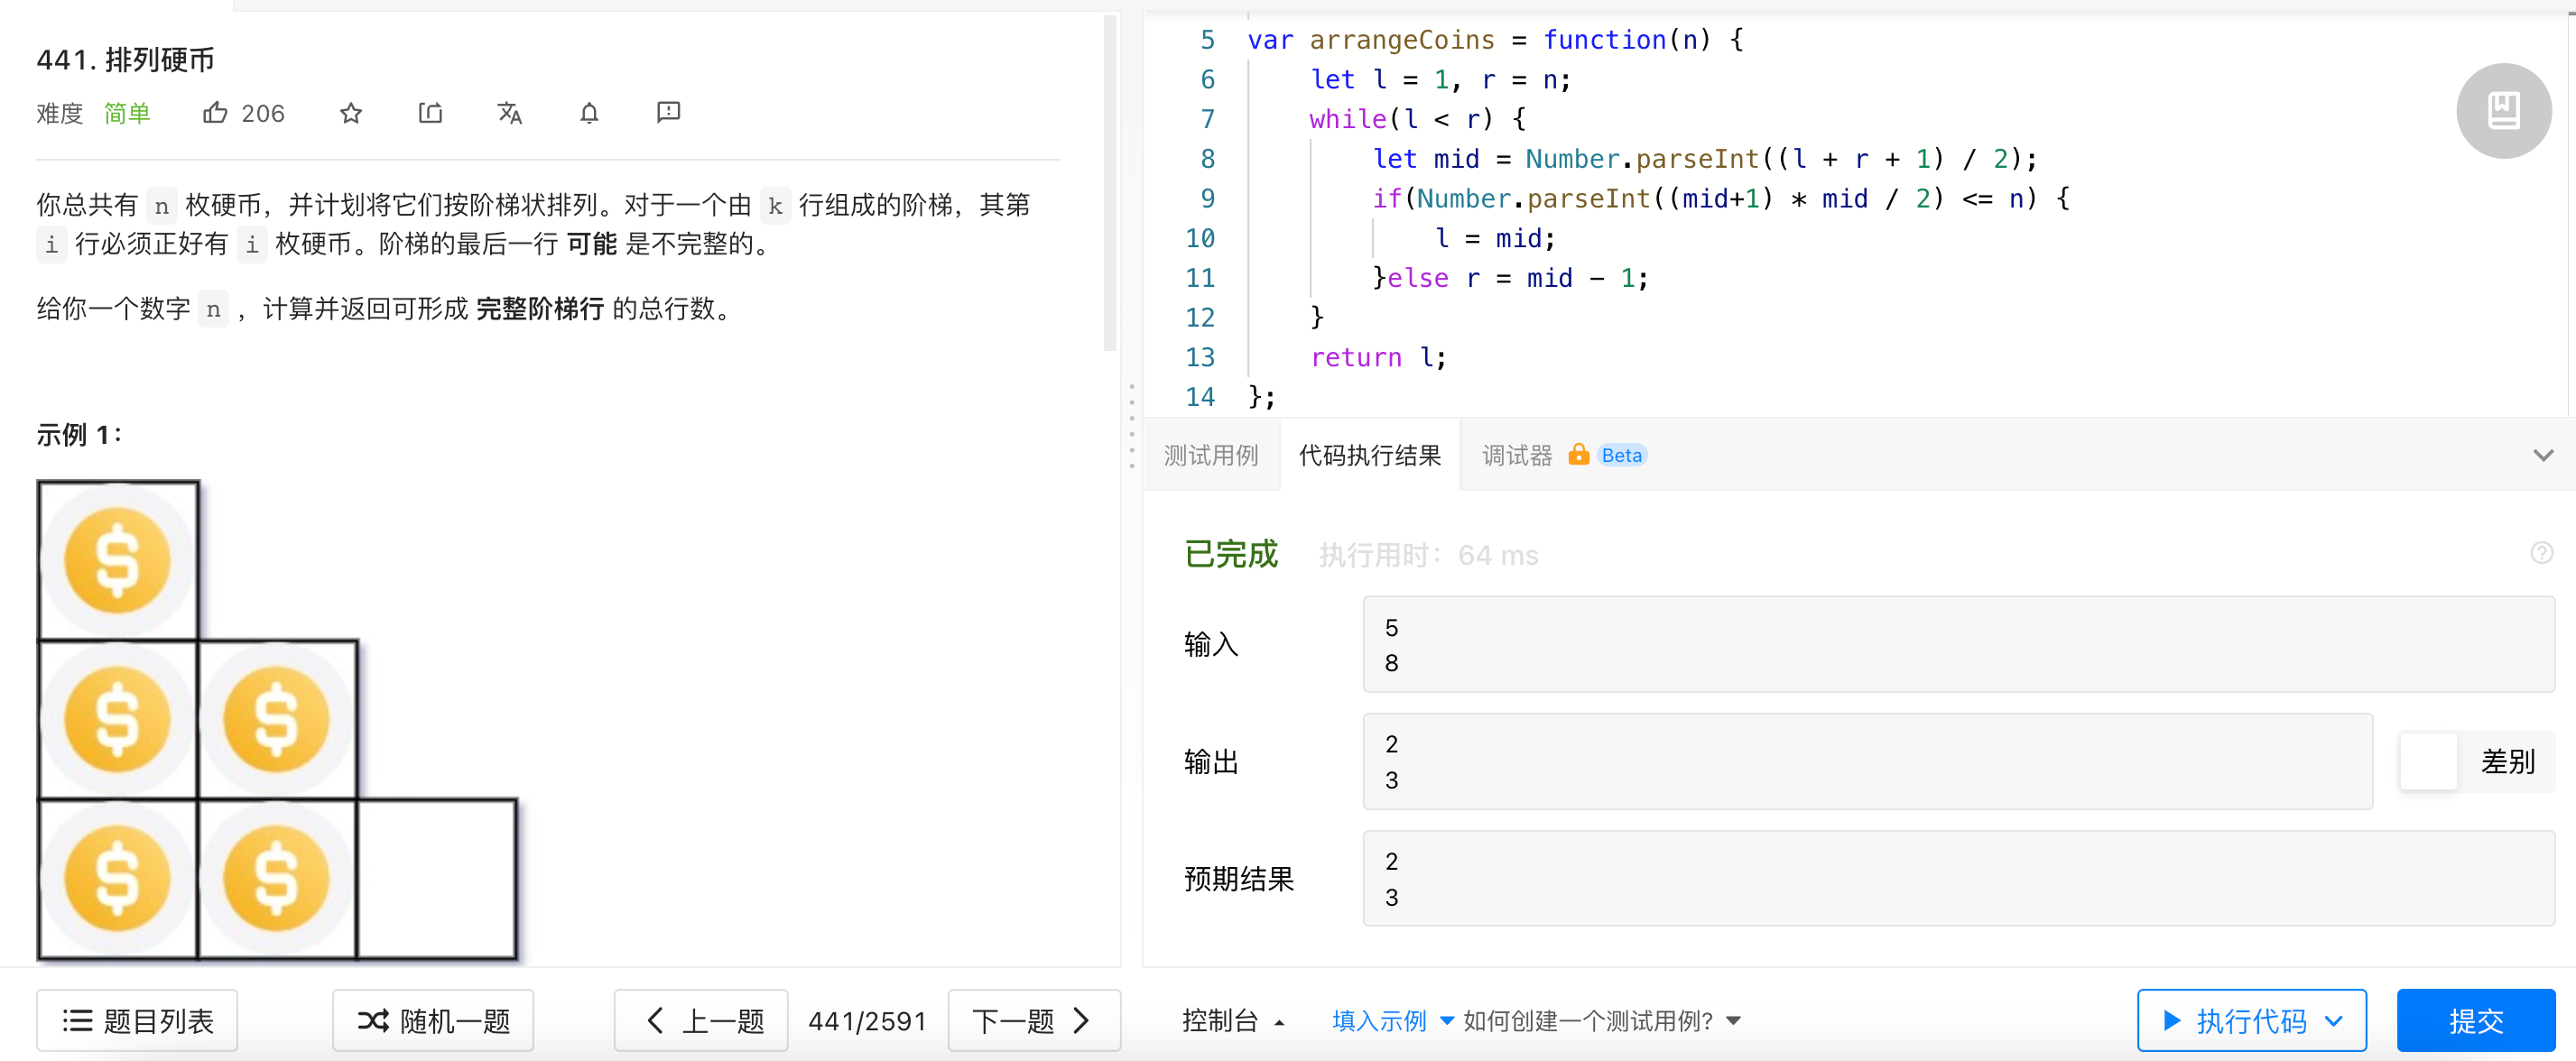 441. 排列硬币
难度 简单 206
你总共有 n 枚硬币，并计划将它们按阶梯状排列。对于一个由 k 行组成的阶梯，其第
i 行必须正好有 i 枚硬币。阶梯的最后一行 可能 是不完整的。
给你一个数字 n ，计算并返回可形成 完整阶梯行 的总行数。
示例 1：
$
$ $
$ $
题目列表
随机一题
上一题
441/2591
下一题
5 var arrangeCoins = function(n) {
6 let l = 1, r = n;
7 while(l < r) {
8 let mid = Number.parseInt((l + r + 1) / 2);
9 if(Number.parseInt((mid+1) * mid / 2) <= n) {
10 l = mid;
11 }else r = mid - 1;
12 }
13 return l;
14 };
测试用例 代码执行结果 调试器 Beta
已完成 执行用时：64 ms
输入
5
8
输出
2
3
差别
预期结果
2
3
控制台 填入示例 如何创建一个测试用例? 执行代码 提交